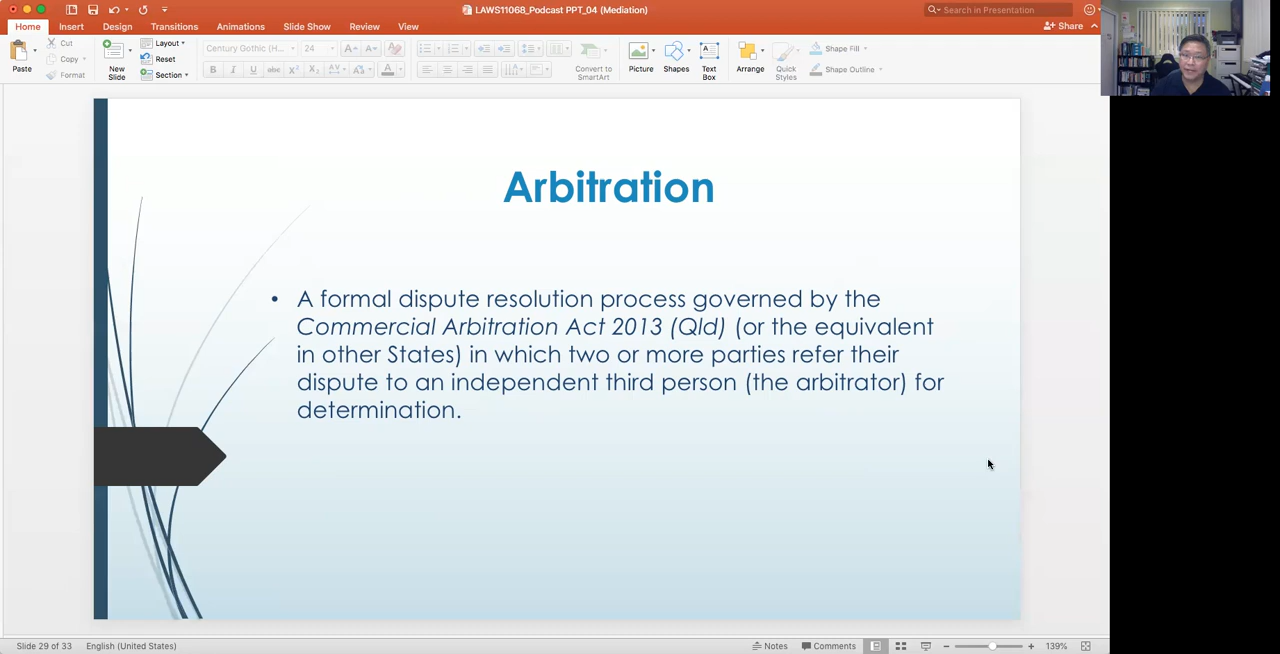 LAWS11068_Podcast PPT_04 (Mediation)
Search in Presentation
Home Insert Design Transitions Animations Slide Show Review View
Share
Paste
Cut
Copy
Format
New
Slide
Layout
Reset
Section
Century Gothic (H...
24
Convert to
SmartArt
Picture
Shapes
Text
Box
Arrange
Quick
Styles
Shape Fill
Shape Outline
Arbitration
• A formal dispute resolution process governed by the
Commercial Arbitration Act 2013 (Qld) (or the equivalent
in other States) in which two or more parties refer their
dispute to an independent third person (the arbitrator) for
determination.
Slide 29 of 33 English (United States) Notes Comments 139%